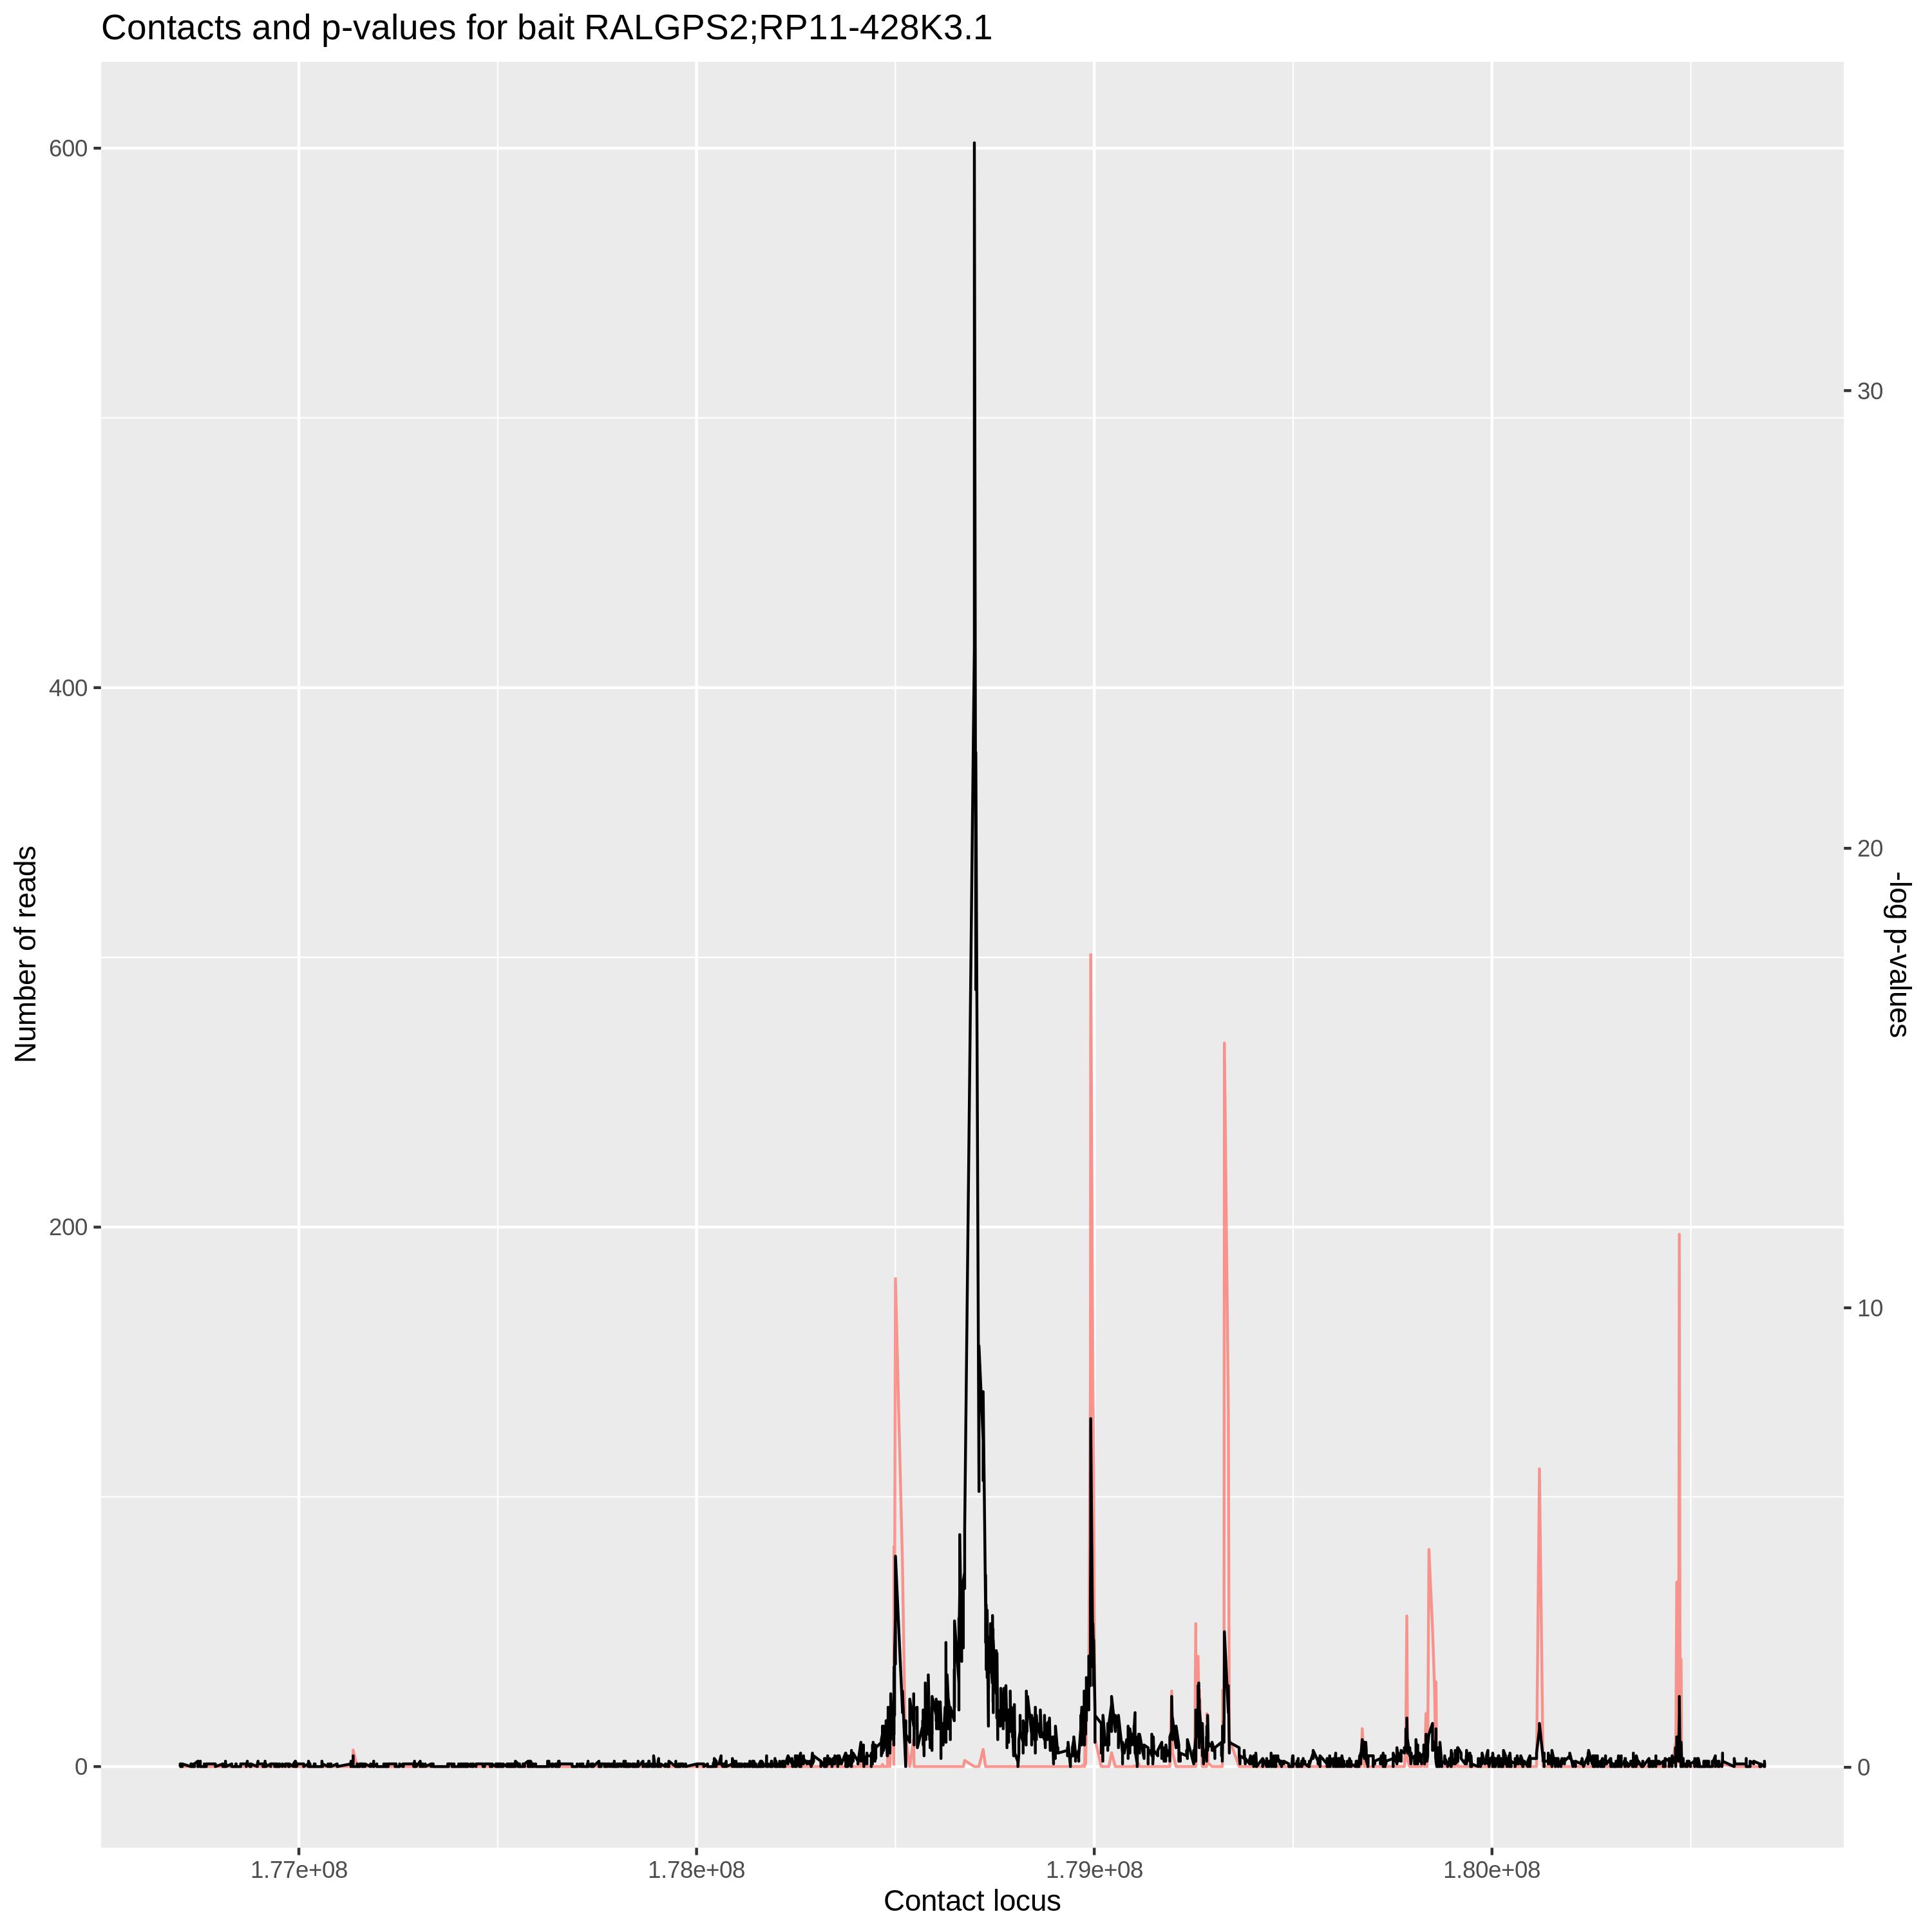 Contacts and p-values for bait RALGPS2;RP11-428K3.1
600
400
200
0
Number of reads
30
20
10
0
-log p-values
1.77e+08
1.78e+08
1.79e+08
1.80e+08
Contact locus